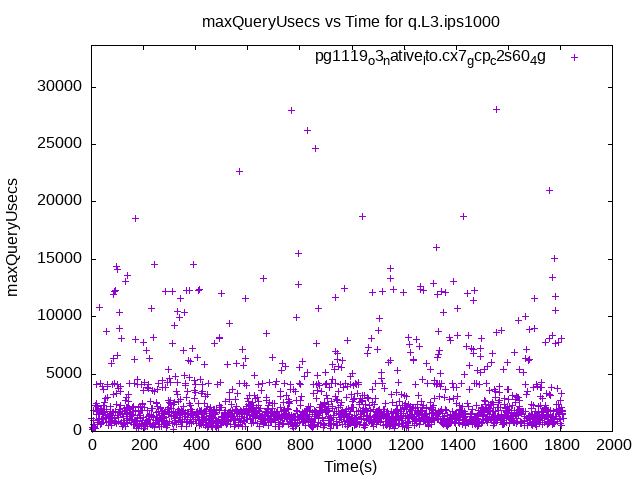 maxQueryUsecs vs Time for q.L3.ips1000
pg1119o3native_lto.cx7gcpc2s604g
30000
25000
20000
15000
10000
5000
0
maxQueryUsecs
0 200 400 600 800 1000 1200 1400 1600 1800 2000
Time(s)